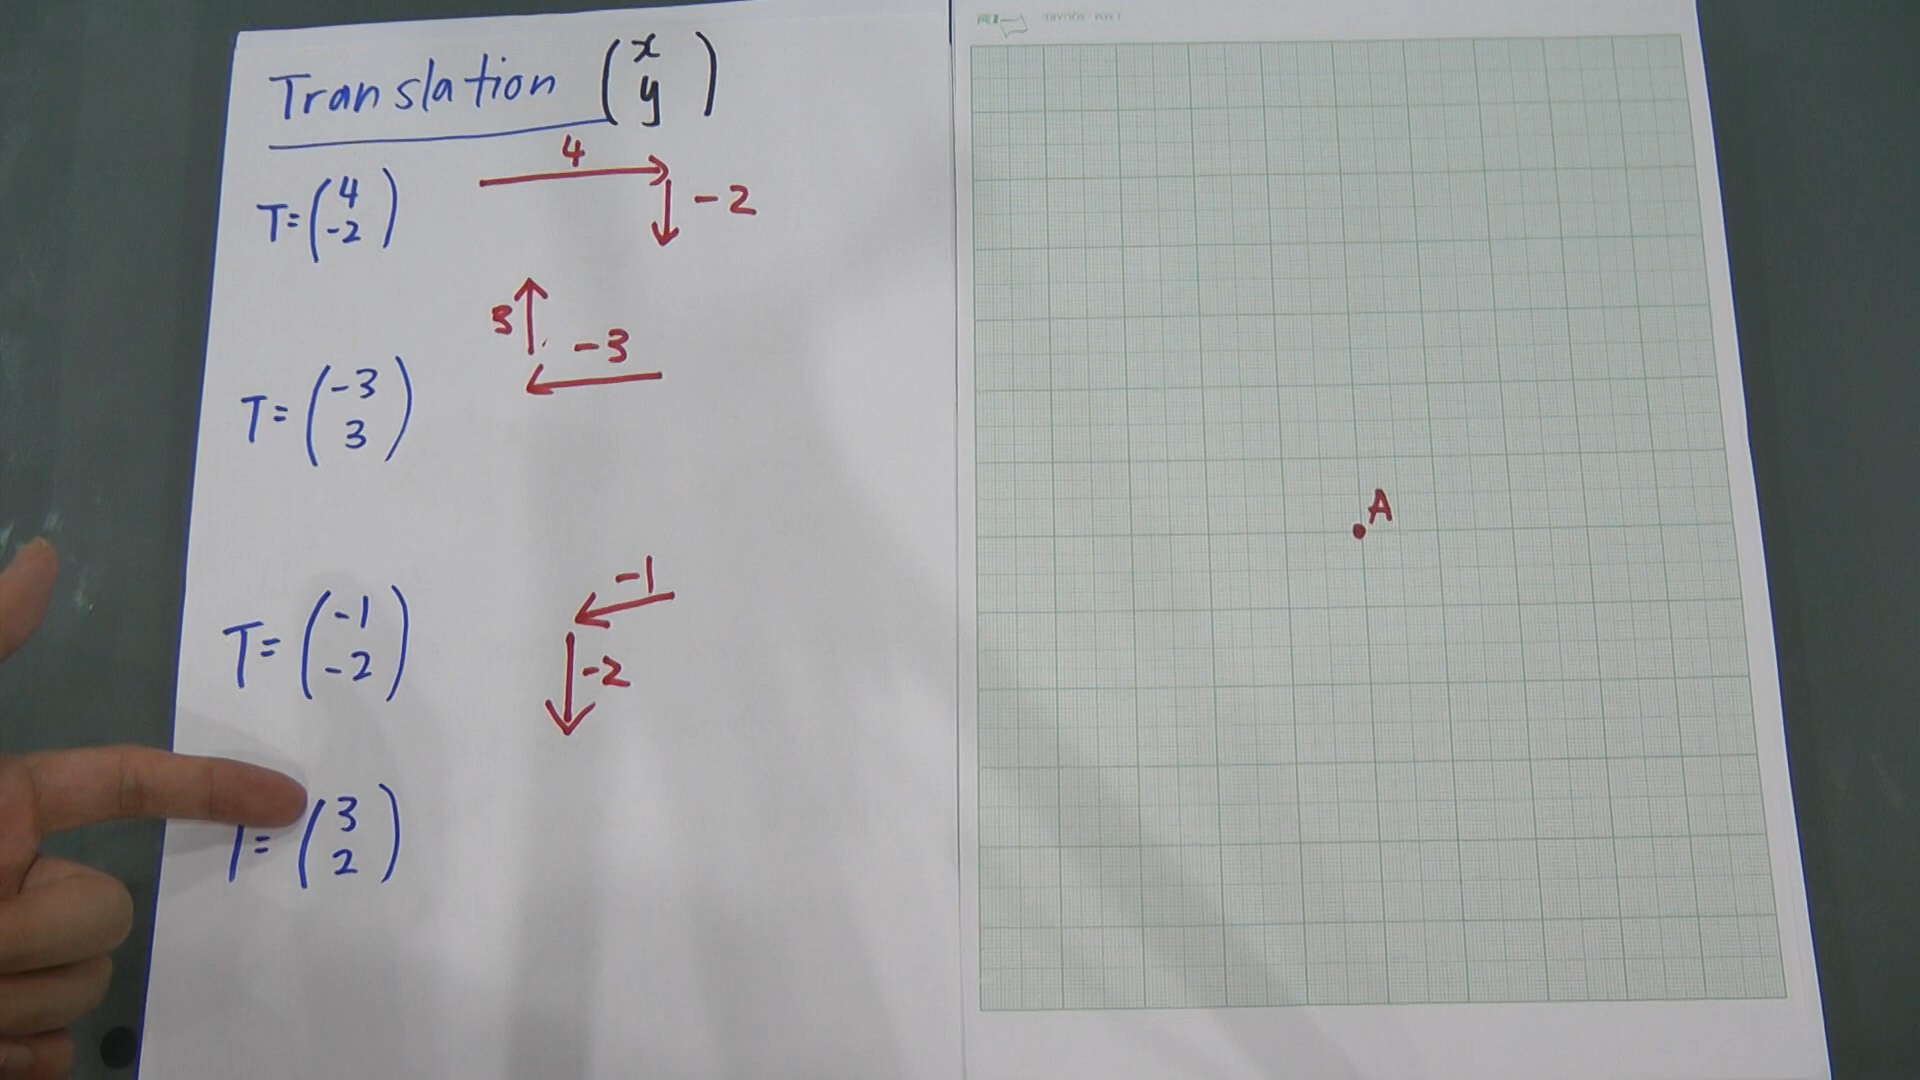 Translation (x
y)
4
T= (4
-2) -2
3
-3
T= (-3
3)
-1
T= (-1
-2) -2
T= (3
2)
A